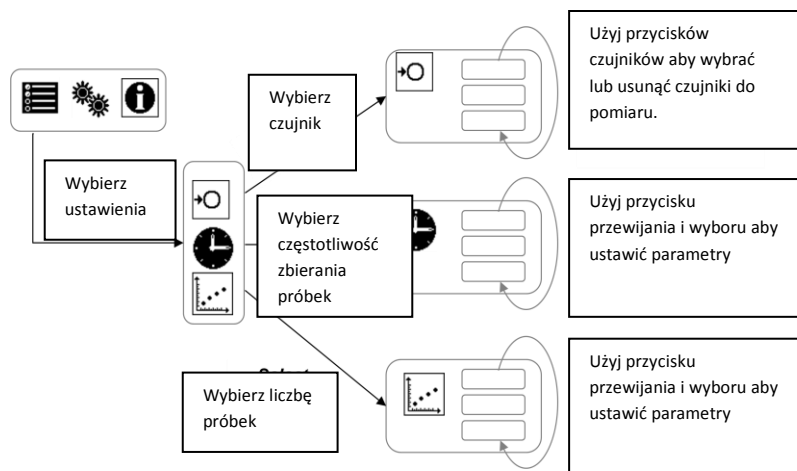 Użyj przycisków
czujników aby wybrać
lub usunąć czujniki do
pomiaru.
Wybierz
czujnik
Wybierz
ustawienia
Wybierz
częstotliwość
zbierania
próbek
Użyj przycisku
przewijania i wyboru aby
ustawić parametry
Wybierz liczbę
próbek
Użyj przycisku
przewijania i wyboru aby
ustawić parametry